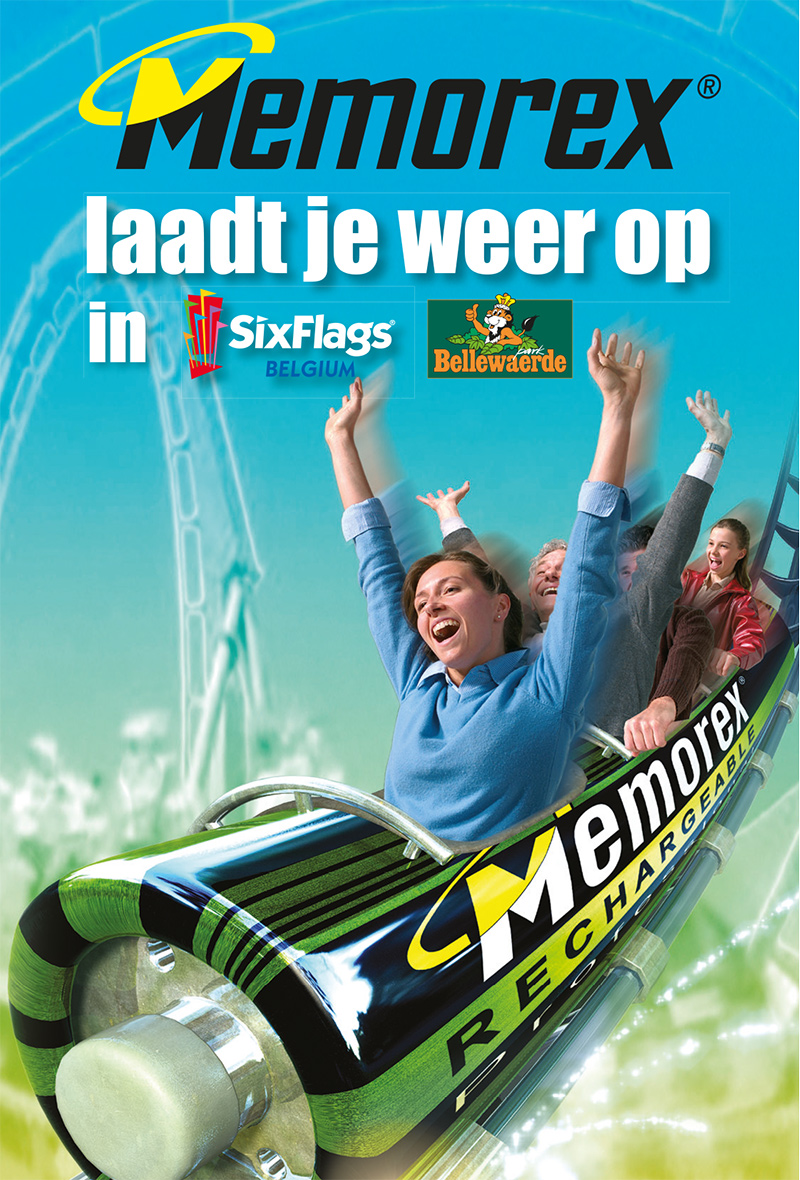 Memorex®
laadt je weer op
in SixFlags® Bellewaerde park
BELGIUM
Memorex®
RECHARGEABLE